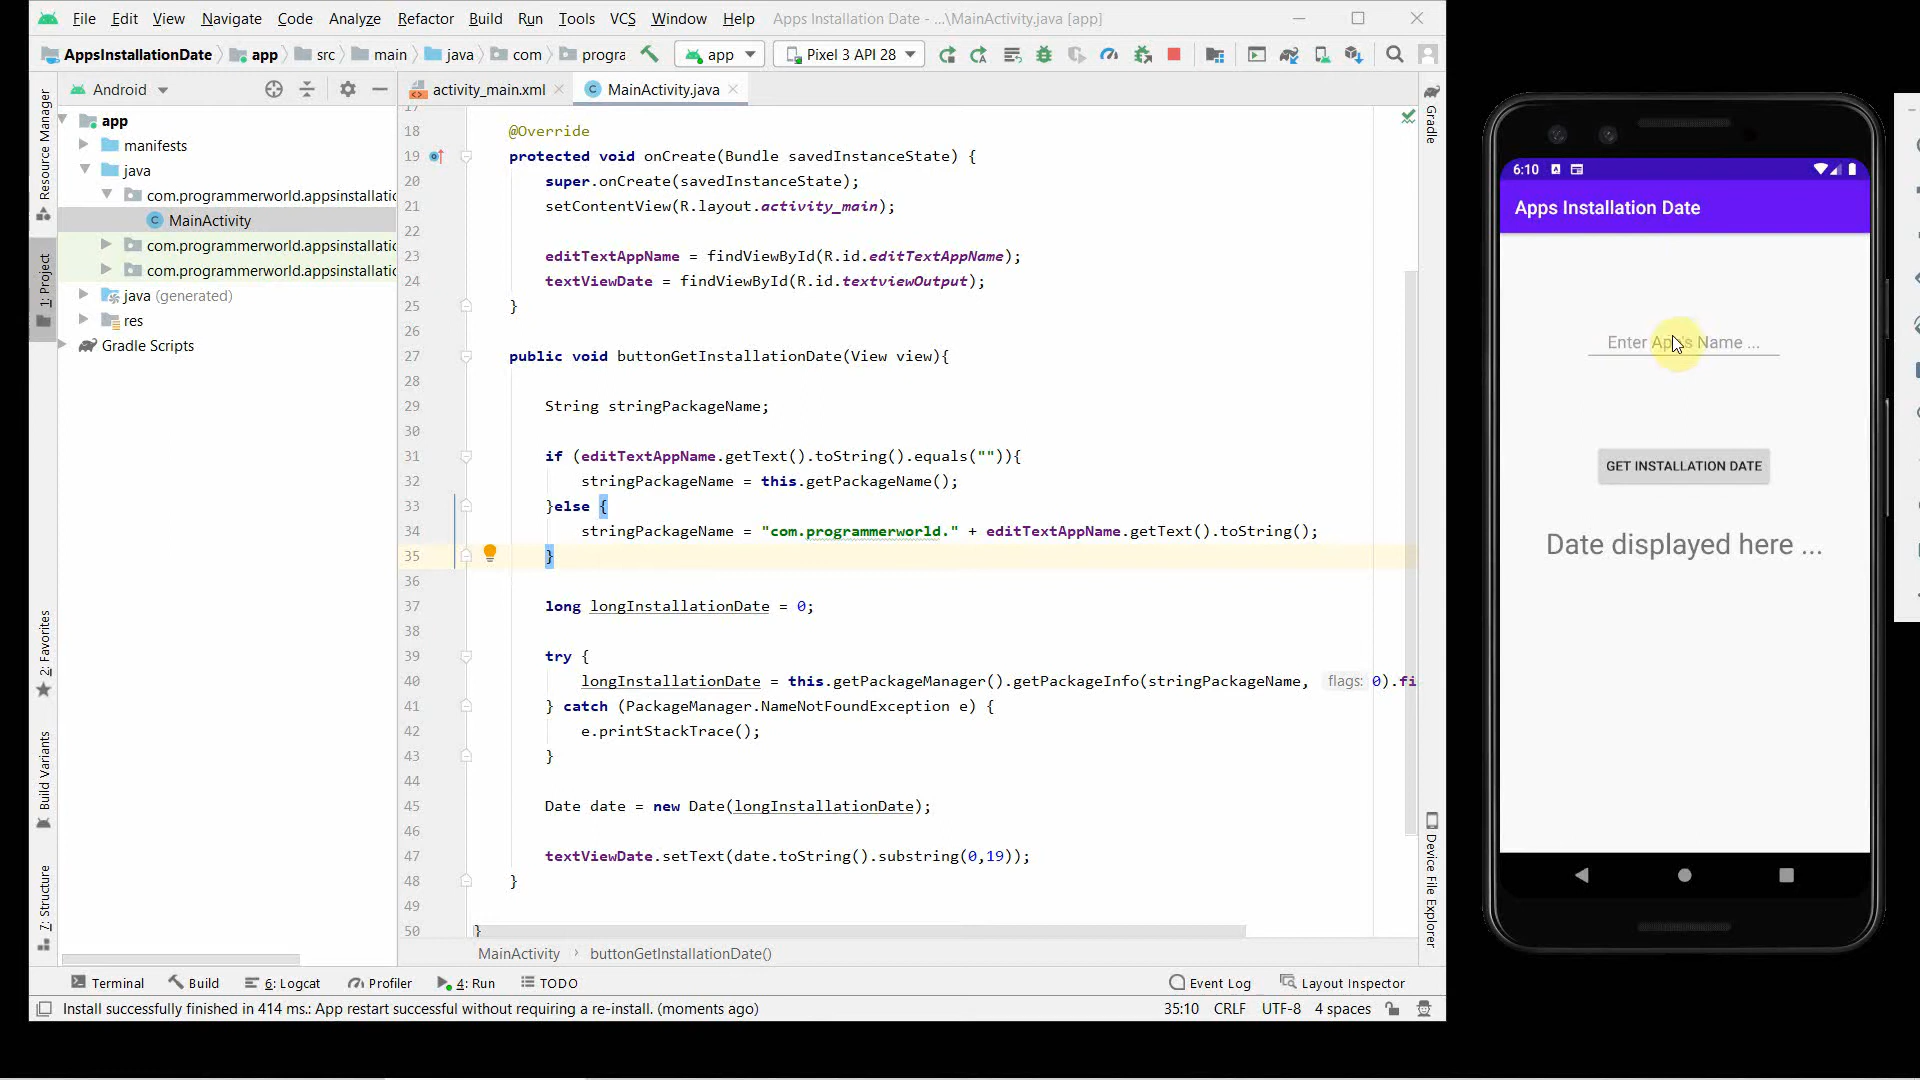 File Edit View Navigate Code Analyze Refactor Build Run Tools VCS Window Help Apps Installation Date - ...\MainActivity.java [app]
AppsInstallationDate app src main java com progra app Pixel 3 API 28
Android
activity_main.xml MainActivity.java
app
manifests
java
com.programmerworld.appsinstallatic
MainActivity
com.programmerworld.appsinstallatic
com.programmerworld.appsinstallatic
java (generated)
res
Gradle Scripts
Resource Manager
1: Project
2: Favorites
Build Variants
7: Structure
17
18 @Override
19 protected void onCreate(Bundle savedInstanceState) {
20 super.onCreate(savedInstanceState);
21 setContentView(R.layout.activity_main);
22
23 editTextAppName = findViewById(R.id.editTextAppName);
24 textViewDate = findViewById(R.id.textviewOutput);
25 }
26
27 public void buttonGetInstallationDate(View view){
28
29 String stringPackageName;
30
31 if (editTextAppName.getText().toString().equals("")){
32 stringPackageName = this.getPackageName();
33 }else {
34 stringPackageName = "com.programmerworld." + editTextAppName.getText().toString();
35 }
36
37 long longInstallationDate = 0;
38
39 try {
40 longInstallationDate = this.getPackageManager().getPackageInfo(stringPackageName, flags: 0).fi
41 } catch (PackageManager.NameNotFoundException e) {
42 e.printStackTrace();
43 }
44
45 Date date = new Date(longInstallationDate);
46
47 textViewDate.setText(date.toString().substring(0,19));
48 }
49
50 }
MainActivity buttonGetInstallationDate()
Gradle
Device File Explorer
Terminal Build 6: Logcat Profiler 4: Run TODO Event Log Layout Inspector
Install successfully finished in 414 ms.: App restart successful without requiring a re-install. (moments ago) 35:10 CRLF UTF-8 4 spaces
6:10
Apps Installation Date
Enter App's Name ...
GET INSTALLATION DATE
Date displayed here ...